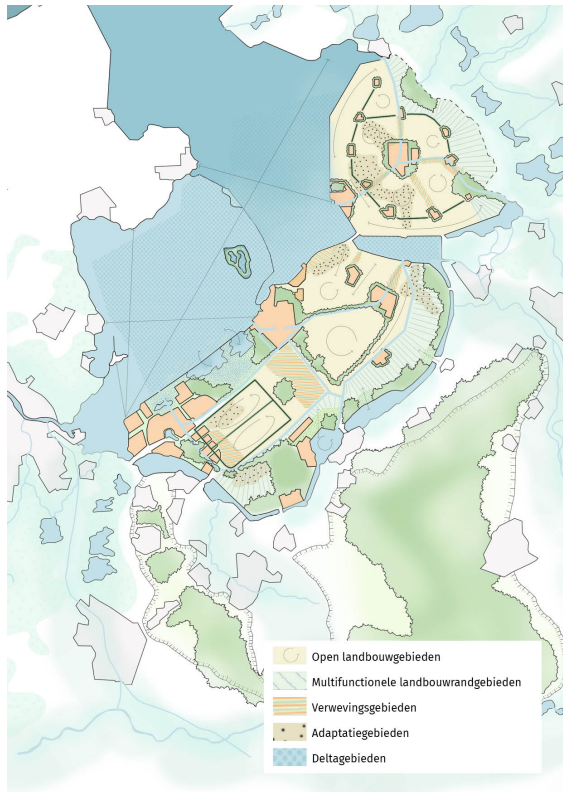 Open landbouwgebieden
Multifunctionele landbouwrandgebieden
Verwevingsgebieden
Adaptatiegebieden
Deltagebieden